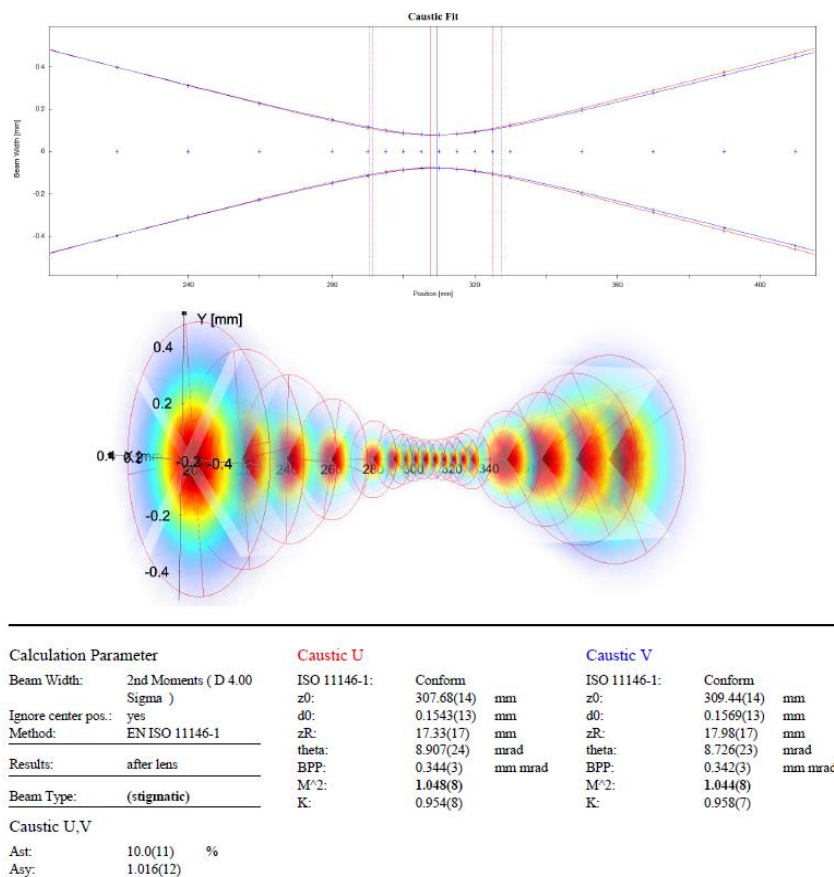 Caustic Fit
Beam Width [mm]
0.4
0.2
0
-0.2
-0.4
240
280
320
360
400
Position [mm]
Y [mm]
0.4
0.2
-0.2
-0.4
0.4
-0.2
-0.4
240
260
280
300
320
340
Calculation Parameter
Beam Width: 2nd Moments ( D 4.00
Sigma )
Ignore center pos.: yes
Method: EN ISO 11146-1
Results: after lens
Beam Type: (stigmatic)
Caustic U,V
Ast: 10.0(11) %
Asy: 1.016(12)
Caustic U
ISO 11146-1: Conform
z0: 307.68(14) mm
d0: 0.1543(13) mm
zR: 17.33(17) mm
theta: 8.907(24) mrad
BPP: 0.344(3) mm mrad
M^2: 1.048(8)
K: 0.954(8)
Caustic V
ISO 11146-1: Conform
z0: 309.44(14) mm
d0: 0.1569(13) mm
zR: 17.98(17) mm
theta: 8.726(23) mrad
BPP: 0.342(3) mm mrad
M^2: 1.044(8)
K: 0.958(7)